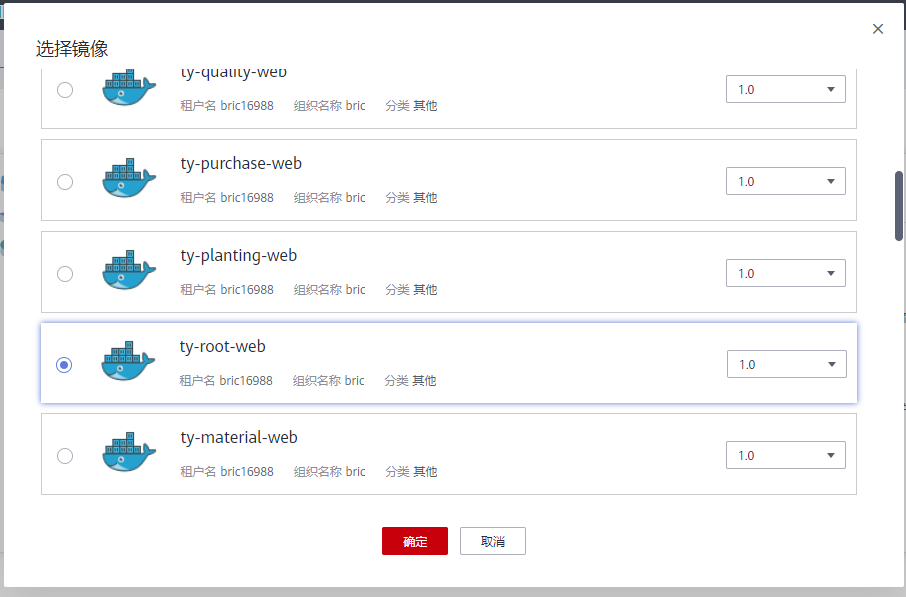 选择镜像
ty-quality-web
租户名 bric16988 组织名称 bric 分类 其他
1.0
ty-purchase-web
租户名 bric16988 组织名称 bric 分类 其他
1.0
ty-planting-web
租户名 bric16988 组织名称 bric 分类 其他
1.0
ty-root-web
租户名 bric16988 组织名称 bric 分类 其他
1.0
ty-material-web
租户名 bric16988 组织名称 bric 分类 其他
1.0
确定 取消